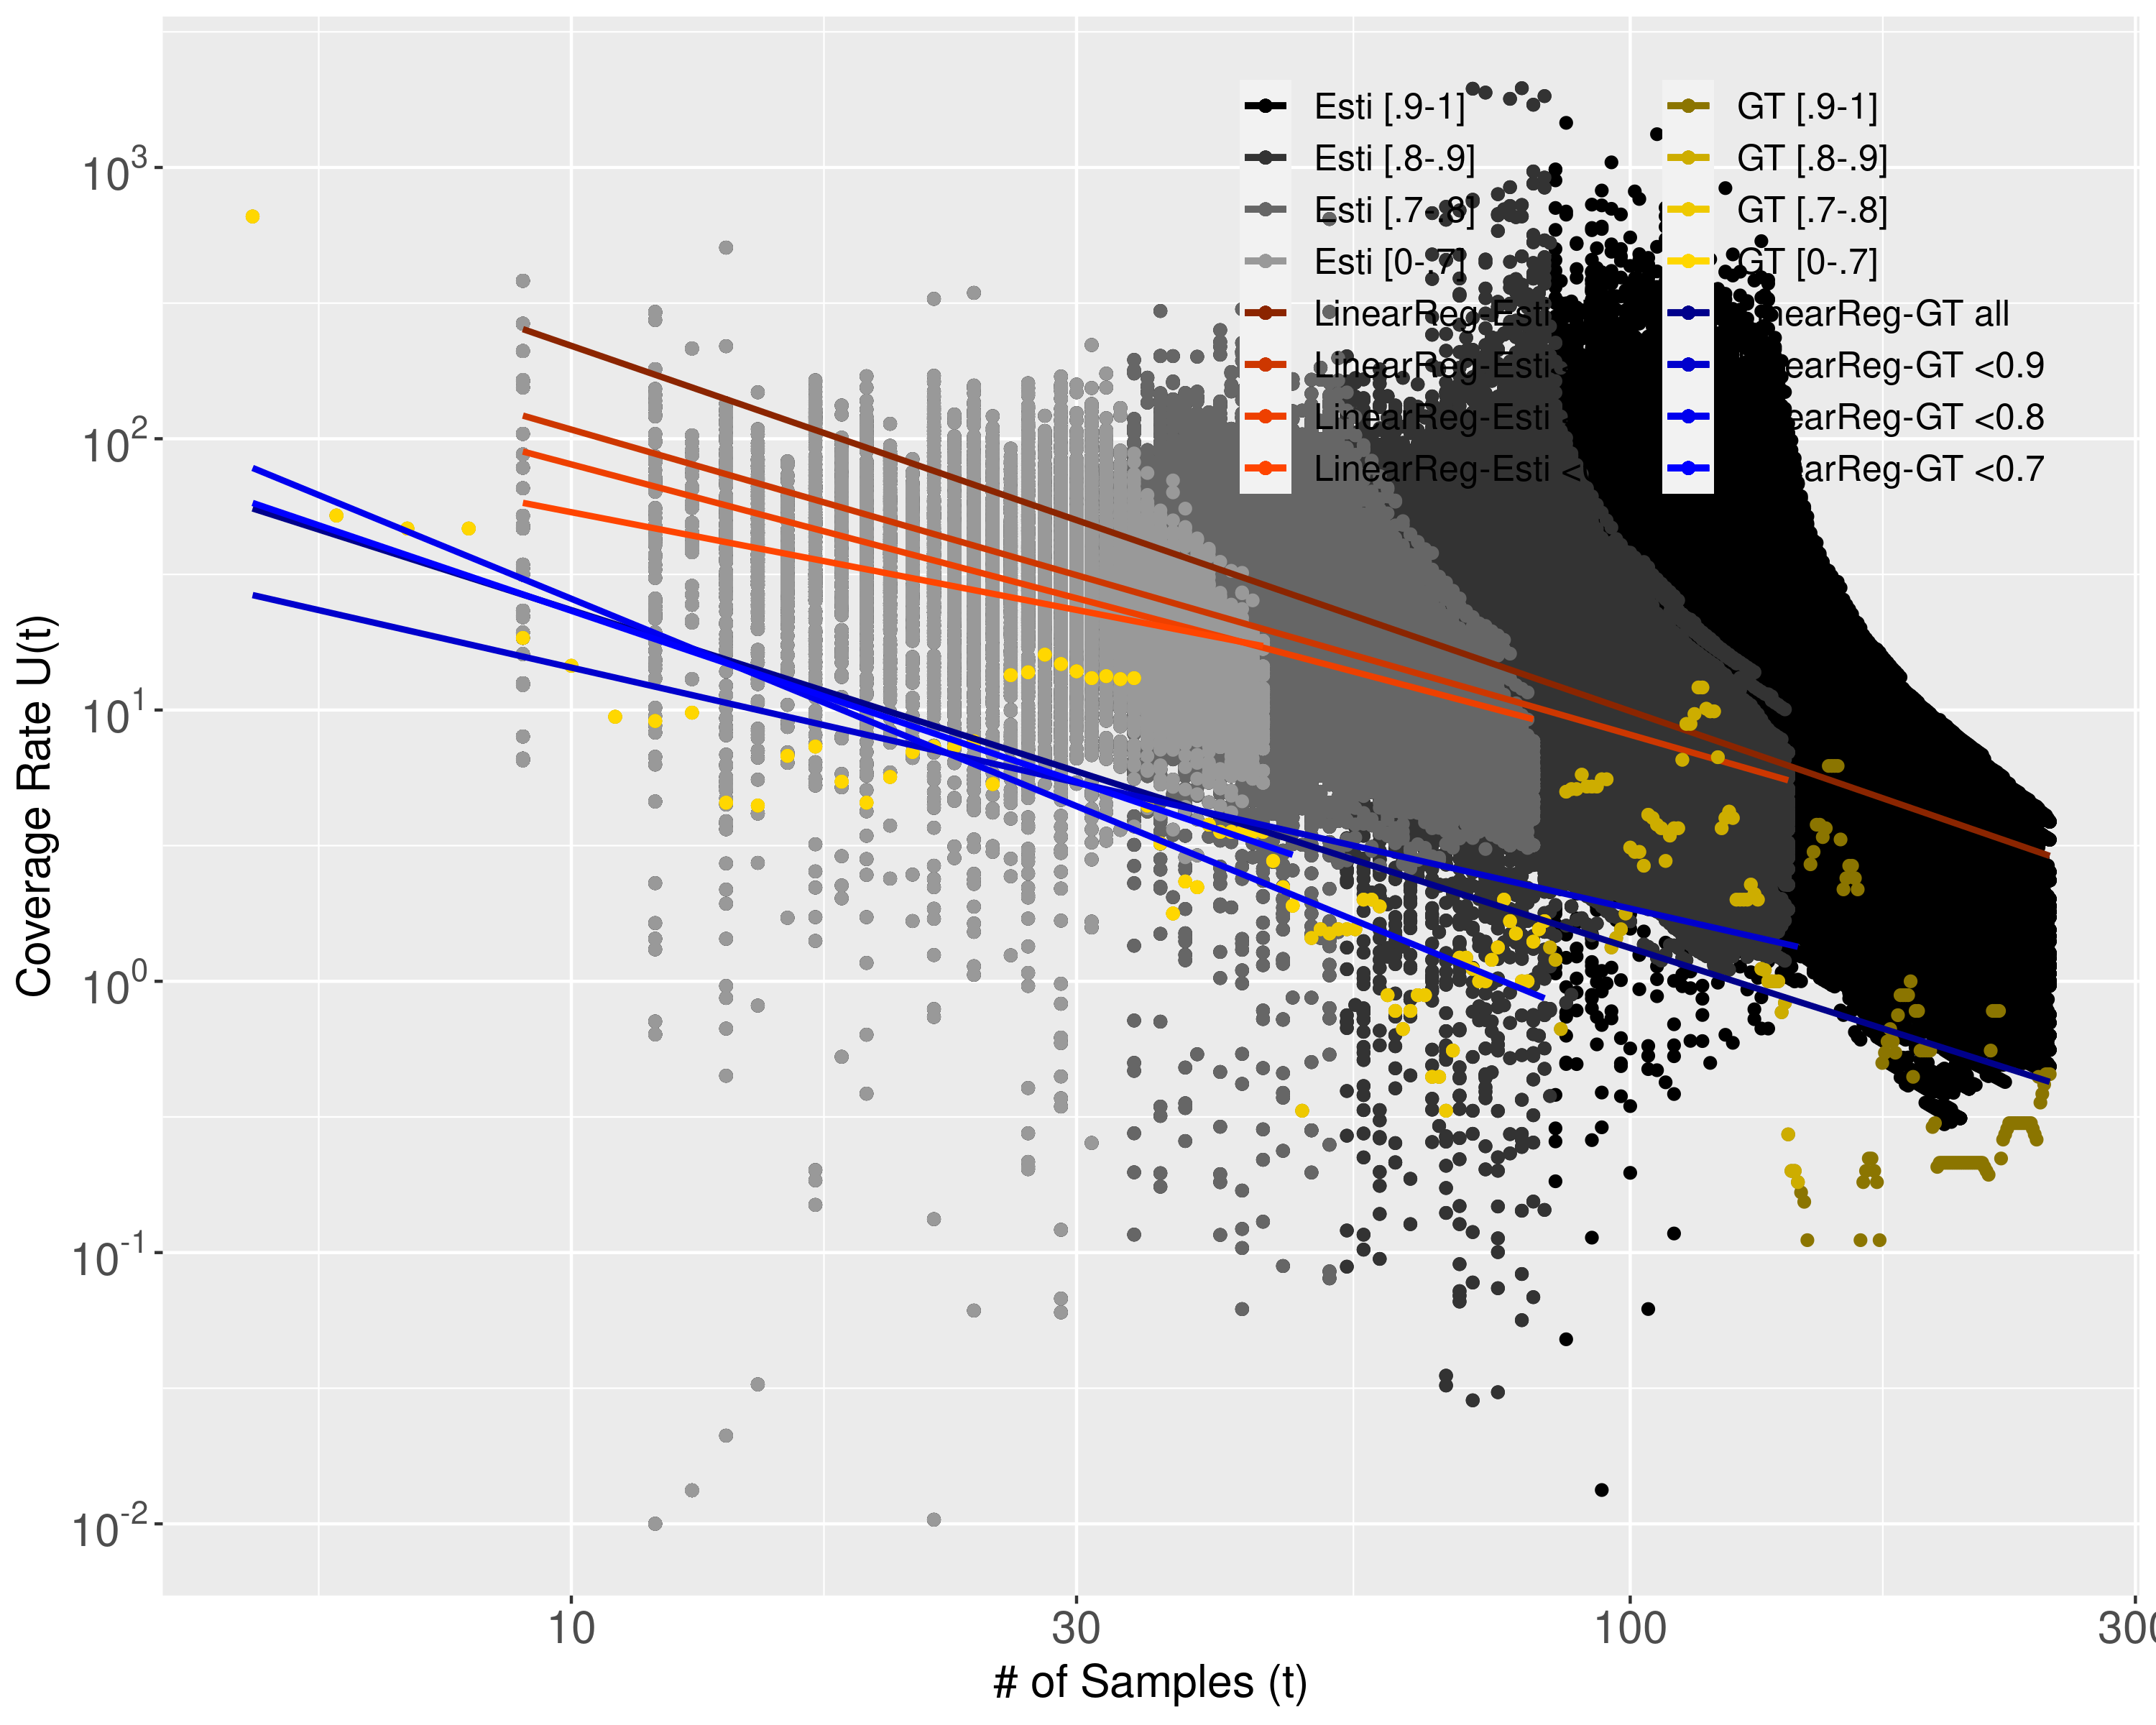 Esti [.9-1]
Esti [.8-.9]
Esti [.7-.8]
Esti [0-.7]
LinearReg-Esti
LinearReg-Esti
LinearReg-Esti
LinearReg-Esti <
GT [.9-1]
GT [.8-.9]
GT [.7-.8]
GT [0-.7]
nearReg-GT all
earReg-GT <0.9
earReg-GT <0.8
earReg-GT <0.7
Coverage Rate U(t)
10^3
10^2
10^1
10^0
10^-1
10^-2
10 30 100 300
# of Samples (t)